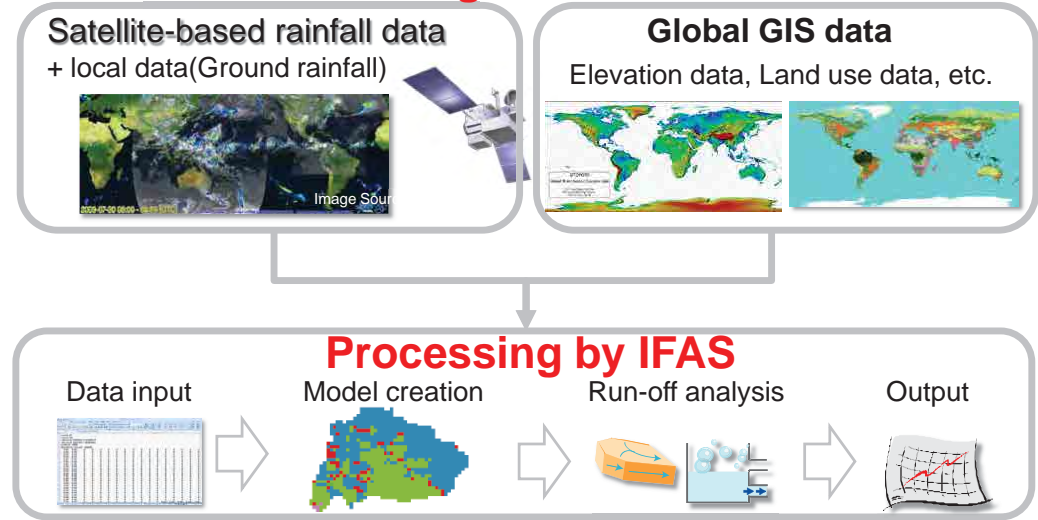 Satellite-based rainfall data
+ local data(Ground rainfall)
Image Sour
Global GIS data
Elevation data, Land use data, etc.
Processing by IFAS
Data input
Model creation
Run-off analysis
Output